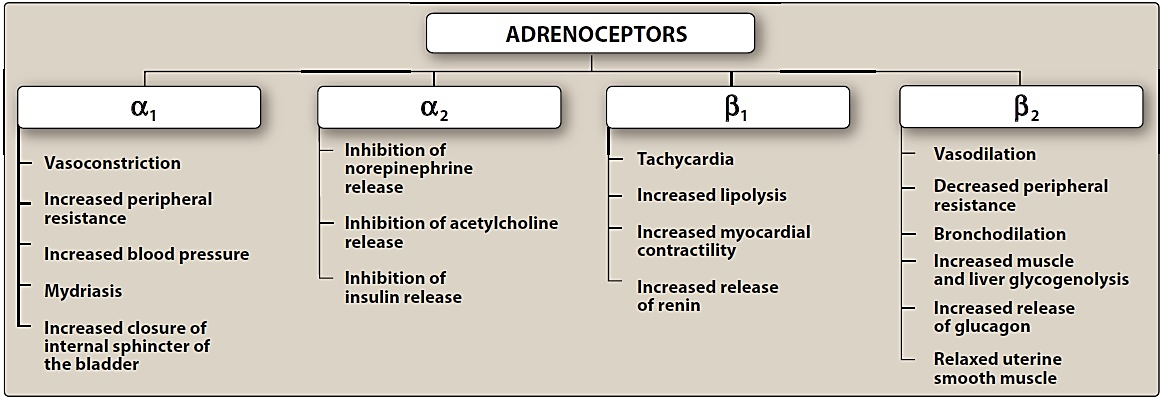 ADRENOCEPTORS
α1
Vasoconstriction
Increased peripheral
resistance
Increased blood pressure
Mydriasis
Increased closure of
internal sphincter of
the bladder
α2
Inhibition of
norepinephrine
release
Inhibition of acetylcholine
release
Inhibition of
insulin release
β1
Tachycardia
Increased lipolysis
Increased myocardial
contractility
Increased release
of renin
β2
Vasodilation
Decreased peripheral
resistance
Bronchodilation
Increased muscle
and liver glycogenolysis
Increased release
of glucagon
Relaxed uterine
smooth muscle